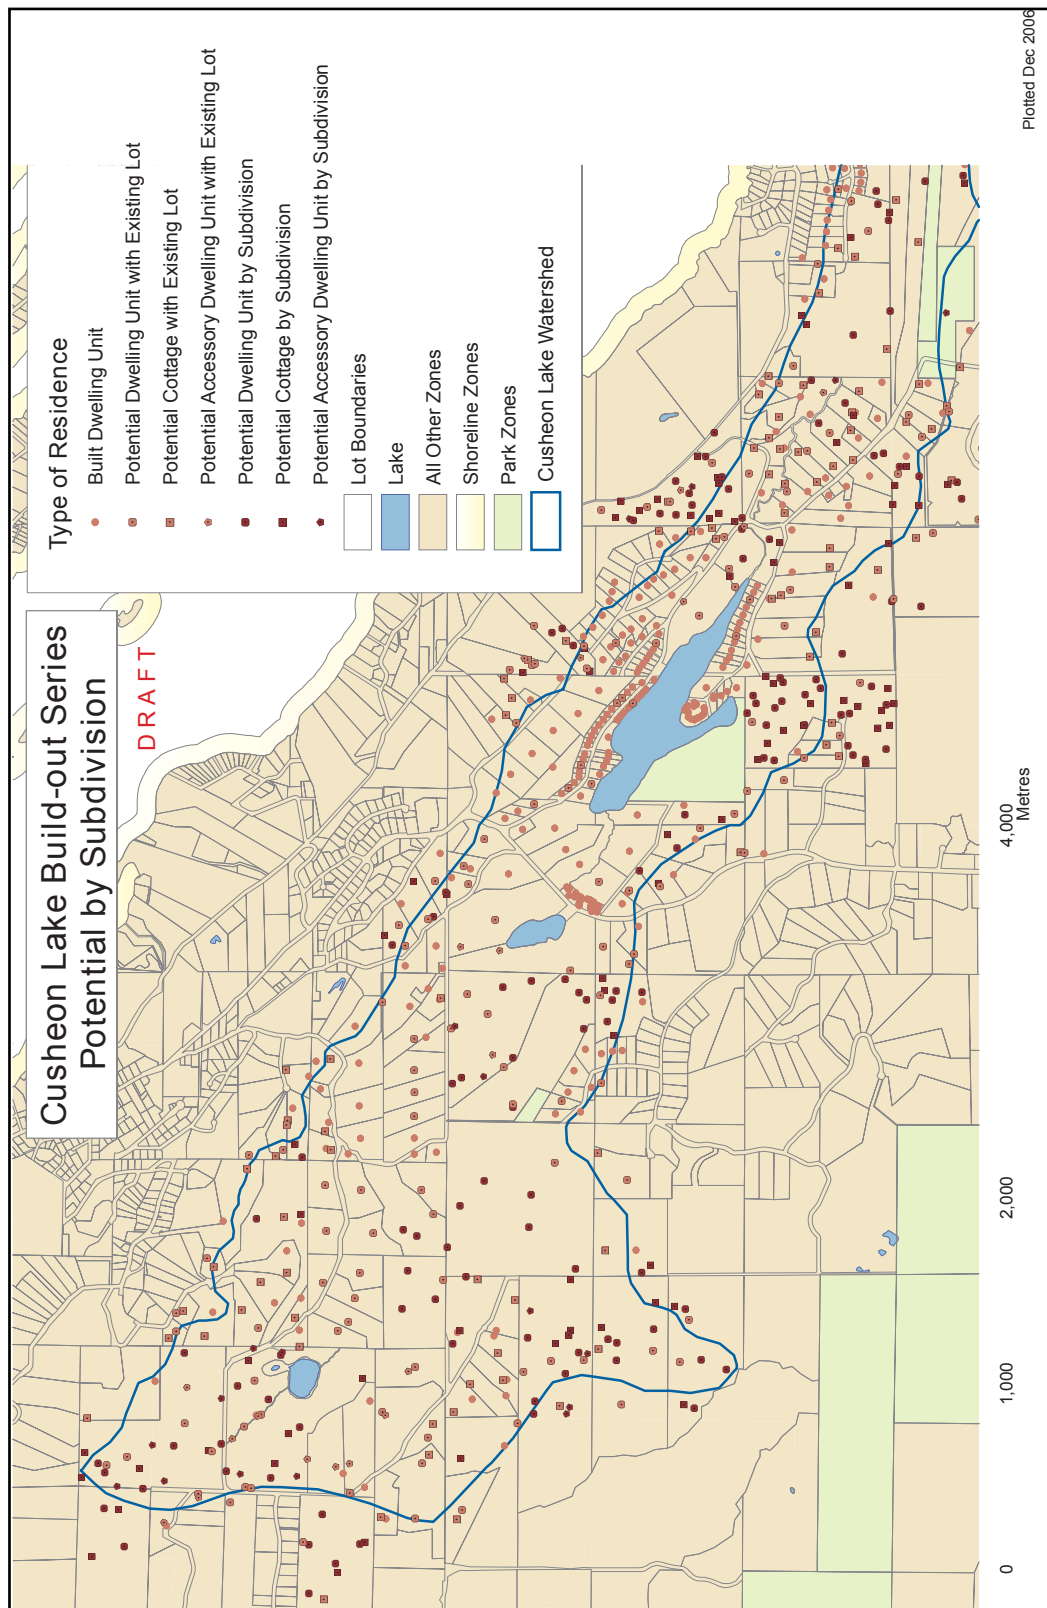 Cusheon Lake Build-out Series
Potential by Subdivision
DRAFT
Type of Residence
Built Dwelling Unit
Potential Dwelling Unit with Existing Lot
Potential Cottage with Existing Lot
Potential Accessory Dwelling Unit with Existing Lot
Potential Dwelling Unit by Subdivision
Potential Cottage by Subdivision
Potential Accessory Dwelling Unit by Subdivision
Lot Boundaries
Lake
All Other Zones
Shoreline Zones
Park Zones
Cusheon Lake Watershed
0 1,000 2,000 4,000
Metres
Plotted Dec 2006